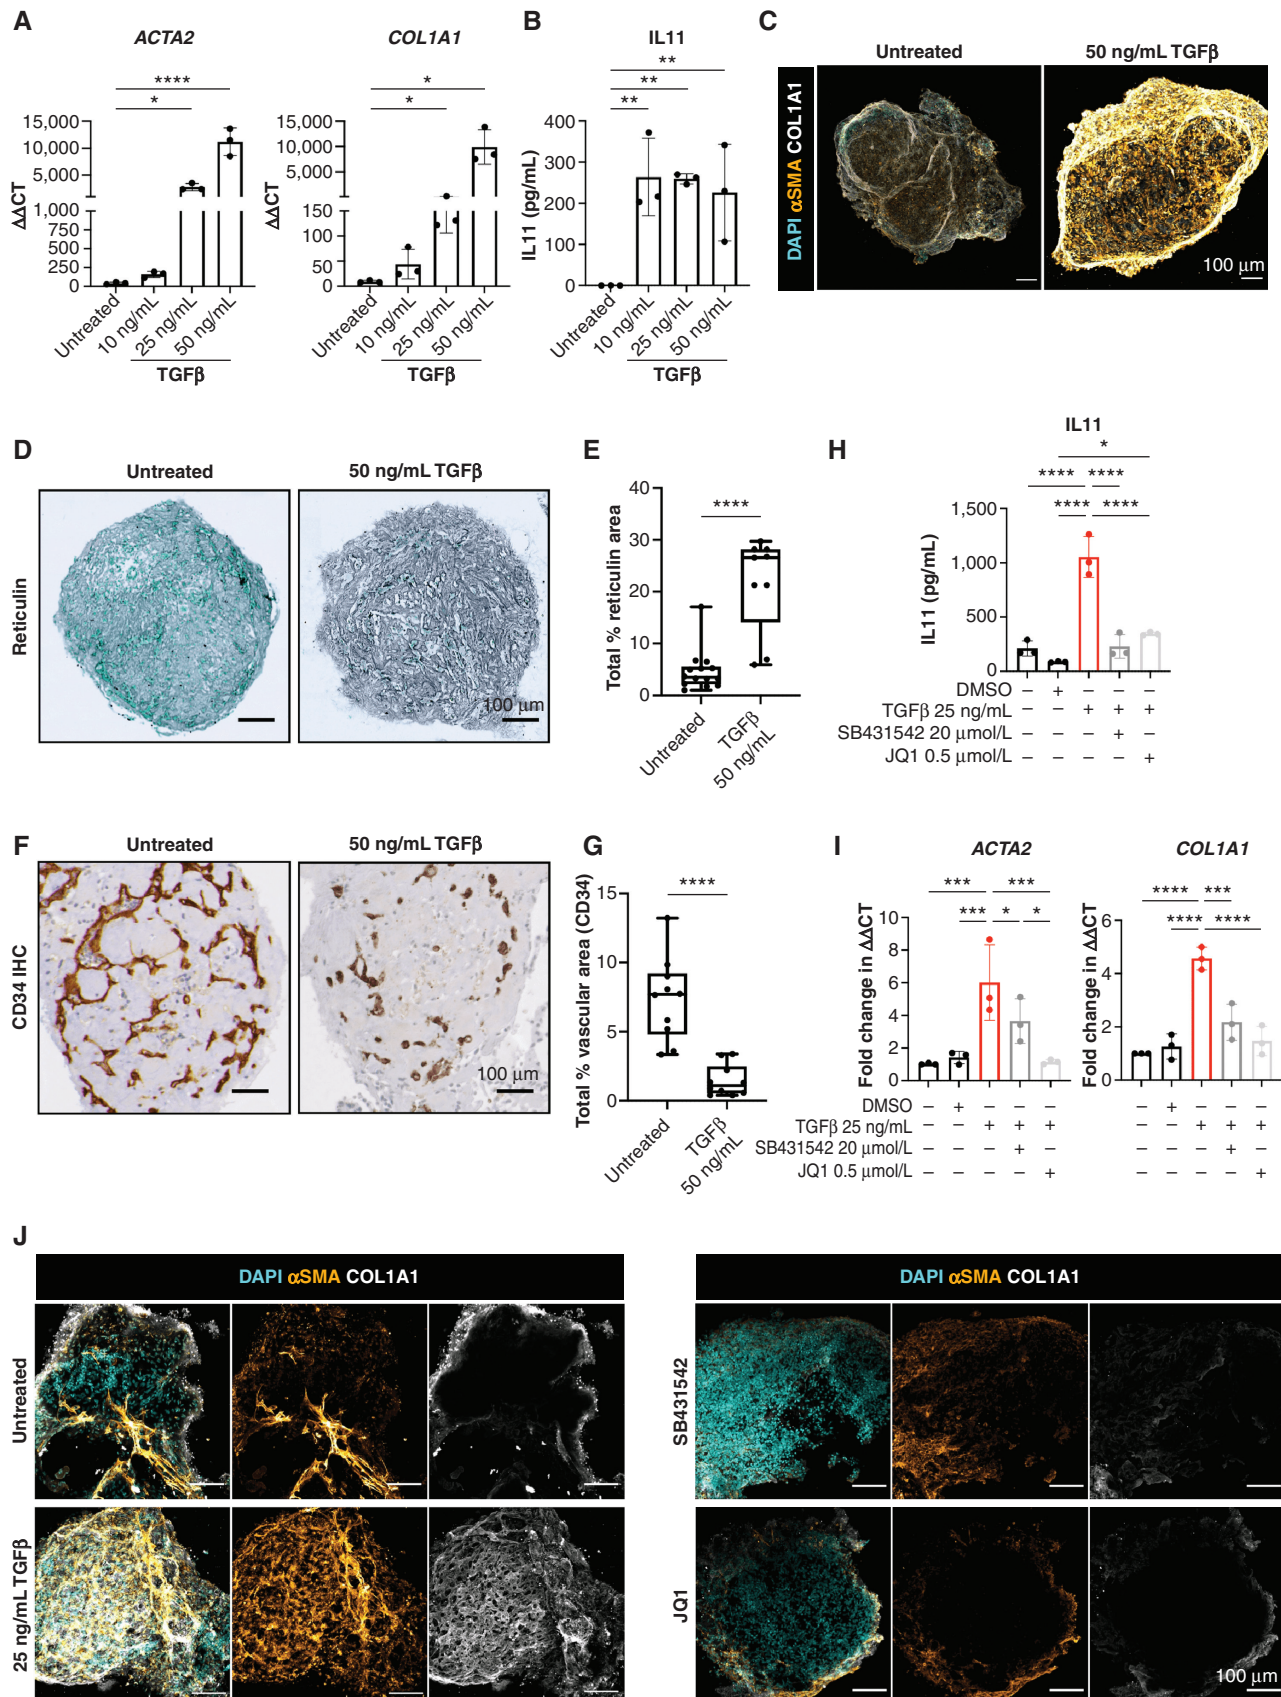 A
ACTA2
****
*
ΔΔCT
15,000
10,000
5,000
1,000
750
500
250
0
Untreated
10 ng/mL
25 ng/mL
50 ng/mL
TGFβ
COL1A1
*
*
ΔΔCT
15,000
10,000
5,000
150
100
50
0
Untreated
10 ng/mL
25 ng/mL
50 ng/mL
TGFβ
B
IL11
**
**
**
IL11 (pg/mL)
400
300
200
100
0
Untreated
10 ng/mL
25 ng/mL
50 ng/mL
TGFβ
C
Untreated
50 ng/mL TGFβ
DAPI αSMA COL1A1
100 μm
D
Untreated
50 ng/mL TGFβ
Reticulin
100 μm
E
****
Total % reticulin area
40
30
20
10
0
Untreated
TGFβ
50 ng/mL
H
IL11
*
**** ****
**** ****
IL11 (pg/mL)
1,500
1,000
500
0
DMSO – + – – –
TGFβ 25 ng/mL – – + + +
SB431542 20 μmol/L – – – + –
JQ1 0.5 μmol/L – – – – +
F
Untreated
50 ng/mL TGFβ
CD34 IHC
100 μm
G
****
Total % vascular area (CD34)
15
10
5
0
Untreated
TGFβ
50 ng/mL
I
ACTA2
*** ***
*** * *
Fold change in ΔΔCT
10
8
6
4
2
0
COL1A1
**** ***
**** ****
Fold change in ΔΔCT
6
4
2
0
DMSO – + – – – – + – – –
TGFβ 25 ng/mL – – + + + – – + + +
SB431542 20 μmol/L – – – + – – – – + –
JQ1 0.5 μmol/L – – – – + – – – – +
J
DAPI αSMA COL1A1
Untreated
25 ng/mL TGFβ
DAPI αSMA COL1A1
SB431542
JQ1
100 μm